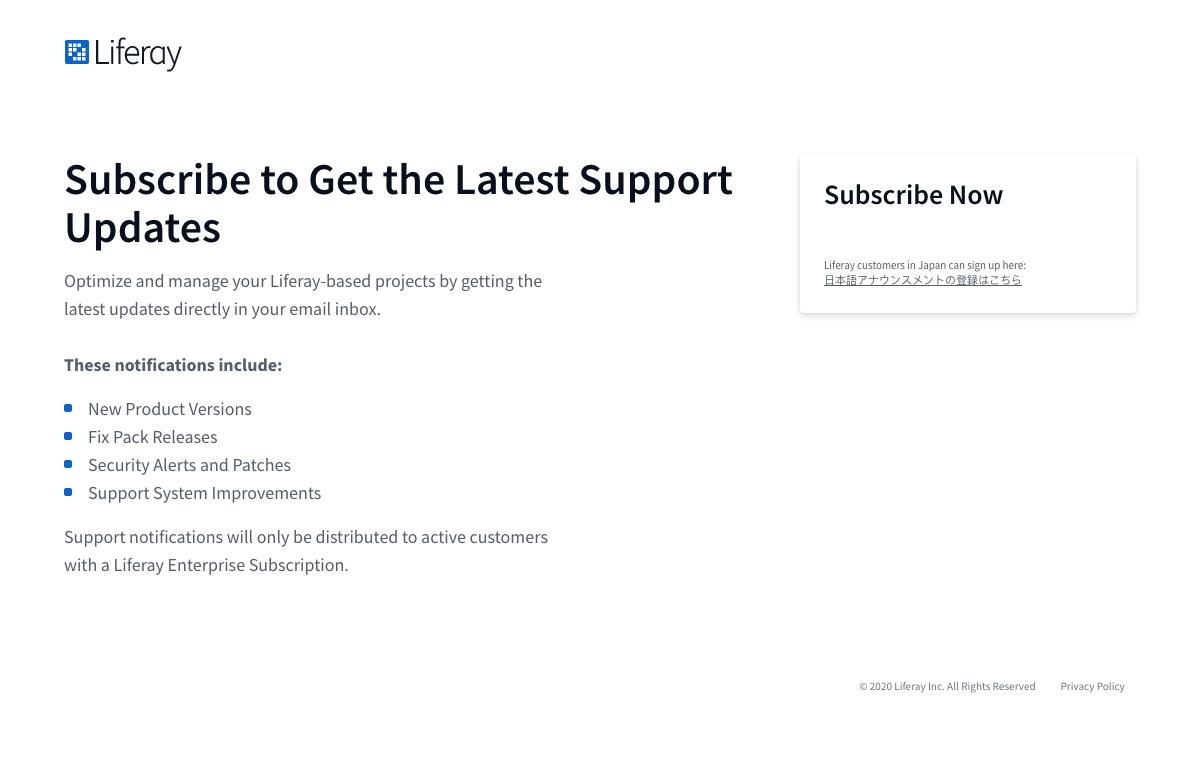 Liferay
Subscribe to Get the Latest Support
Updates
Optimize and manage your Liferay-based projects by getting the
latest updates directly in your email inbox.
These notifications include:
New Product Versions
Fix Pack Releases
Security Alerts and Patches
Support System Improvements
Support notifications will only be distributed to active customers
with a Liferay Enterprise Subscription.
Subscribe Now
Liferay customers in Japan can sign up here:
日本語アナウンスメントの登録はこちら
© 2020 Liferay Inc. All Rights Reserved Privacy Policy